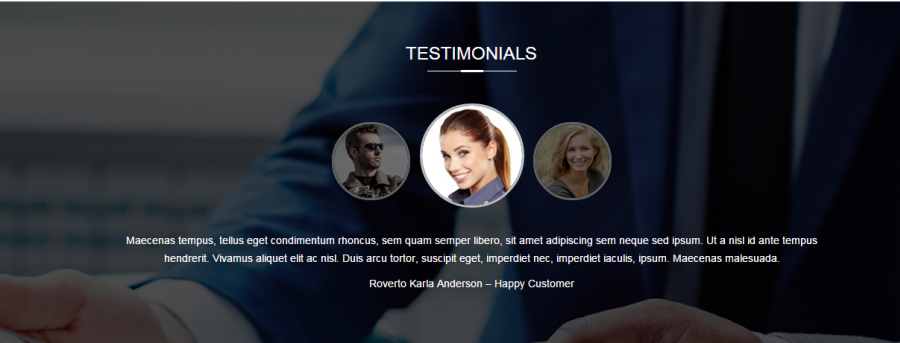 TESTIMONIALS
Maecenas tempus, tellus eget condimentum rhoncus, sem quam semper libero, sit amet adipiscing sem neque sed ipsum. Ut a nisl id ante tempus
hendrerit. Vivamus aliquet elit ac nisl. Duis arcu tortor, suscipit eget, imperdiet nec, imperdiet iaculis, ipsum. Maecenas malesuada.
Roverto Karla Anderson – Happy Customer